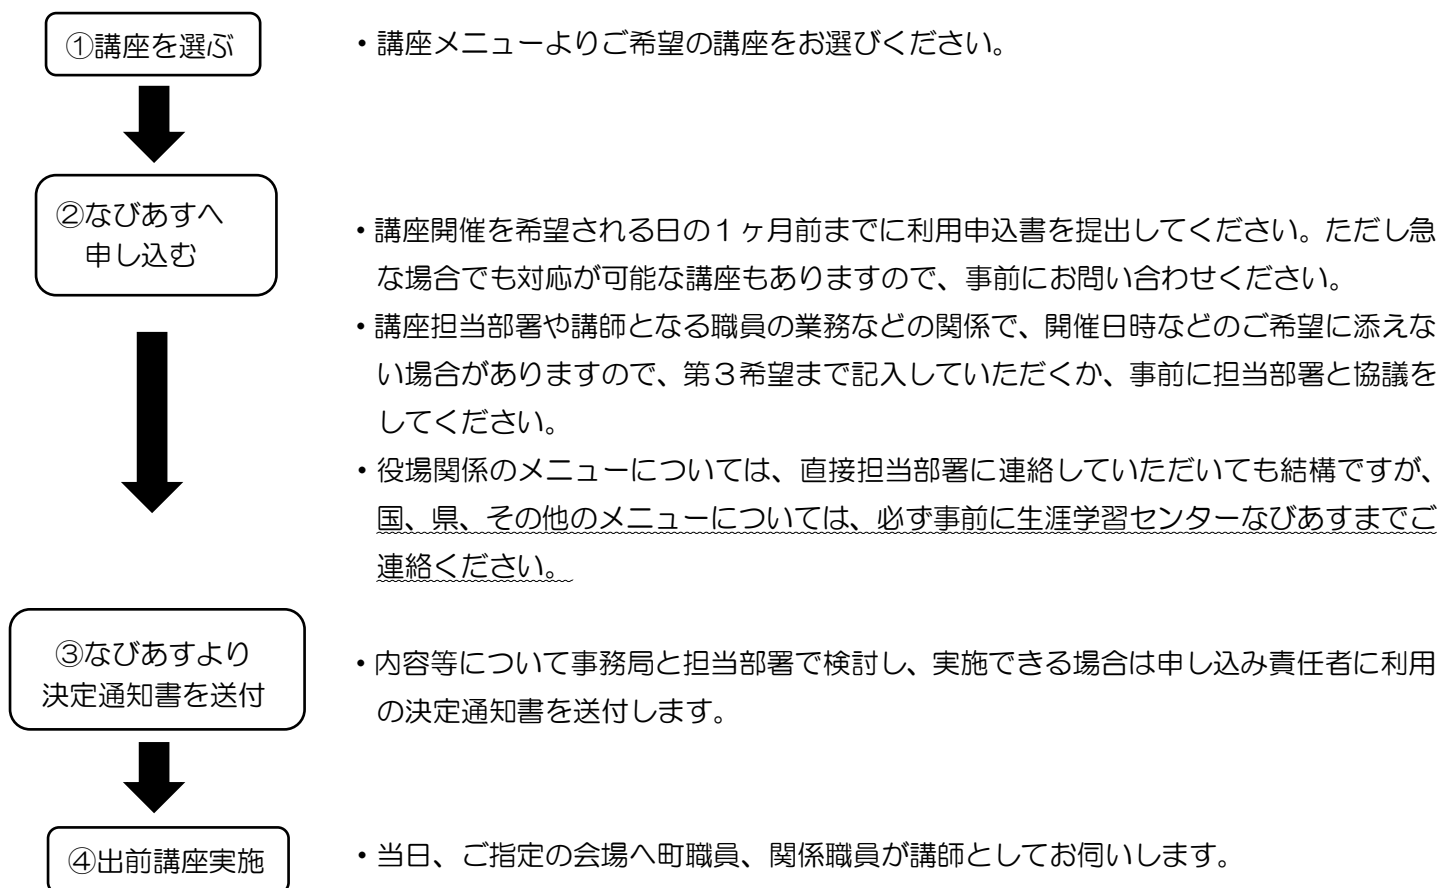 ①講座を選ぶ
・講座メニューよりご希望の講座をお選びください。
②なびあすへ
申し込む
・講座開催を希望される日の1ヶ月前までに利用申込書を提出してください。ただし急
な場合でも対応が可能な講座もありますので、事前にお問い合わせください。
・講座担当部署や講師となる職員の業務などの関係で、開催日時などのご希望に添えな
い場合がありますので、第3希望まで記入していただくか、事前に担当部署と協議を
してください。
・役場関係のメニューについては、直接担当部署に連絡していただいても結構ですが、
国、県、その他のメニューについては、必ず事前に生涯学習センターなびあすまでご
連絡ください。
③なびあすより
決定通知書を送付
・内容等について事務局と担当部署で検討し、実施できる場合は申し込み責任者に利用
の決定通知書を送付します。
④出前講座実施
・当日、ご指定の会場へ町職員、関係職員が講師としてお伺いします。